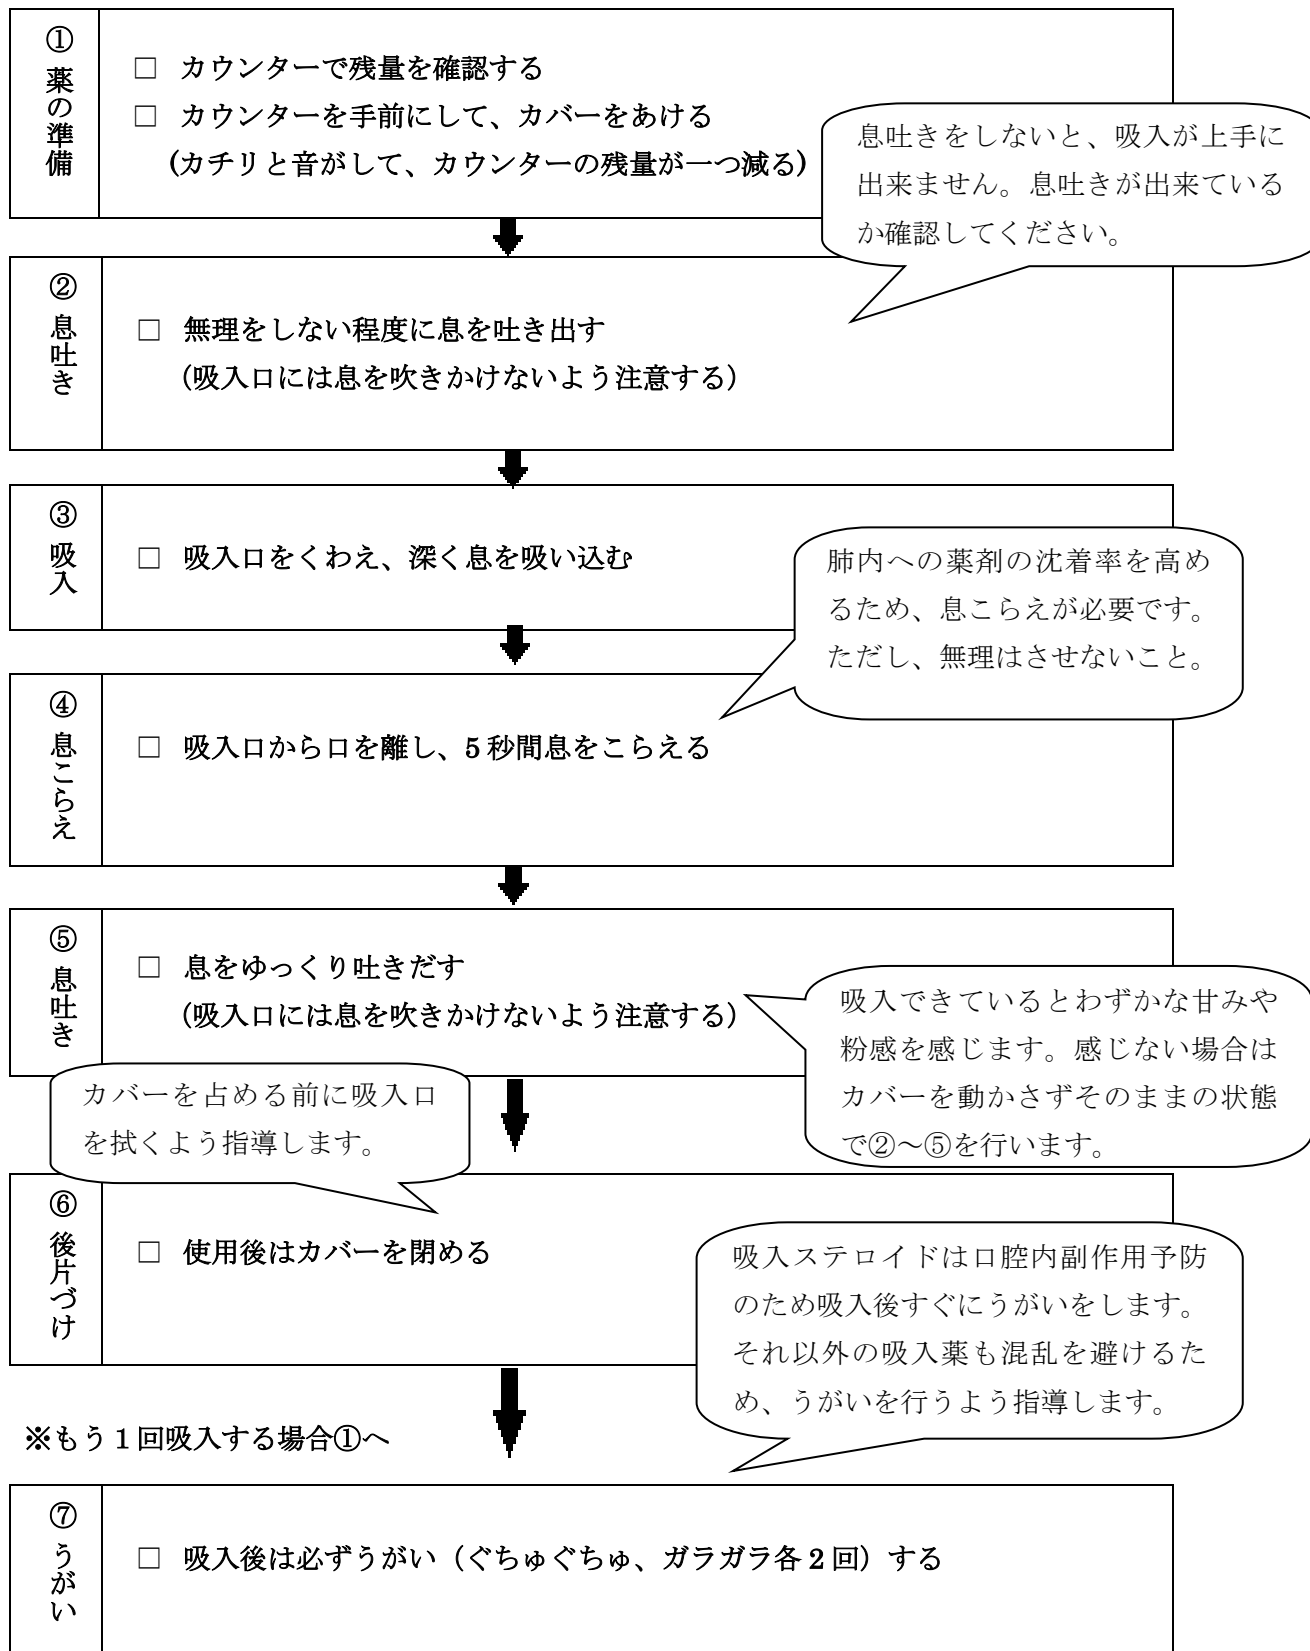 ① 薬の準備
□ カウンターで残量を確認する
□ カウンターを手前にして、カバーをあける
(カチリと音がして、カウンターの残量が一つ減る)
息吐きをしないと、吸入が上手に
出来ません。息吐きが出来ている
か確認してください。
② 息吐き
□ 無理をしない程度に息を吐き出す
(吸入口には息を吹きかけないよう注意する)
③ 吸入
□ 吸入口をくわえ、深く息を吸い込む
肺内への薬剤の沈着率を高め
るため、息こらえが必要です。
ただし、無理はさせないこと。
④ 息こらえ
□ 吸入口から口を離し、5秒間息をこらえる
⑤ 息吐き
□ 息をゆっくり吐きだす
(吸入口には息を吹きかけないよう注意する)
吸入できているとわずかな甘みや
粉感を感じます。感じない場合は
カバーを動かさずそのままの状態
で②~⑤を行います。
カバーを占める前に吸入口
を拭くよう指導します。
⑥ 後片づけ
□ 使用後はカバーを閉める
吸入ステロイドは口腔内副作用予防
のため吸入後すぐにうがいをします。
それ以外の吸入薬も混乱を避けるた
め、うがいを行うよう指導します。
※もう1回吸入する場合①へ
⑦ うがい
□ 吸入後は必ずうがい(ぐちゅぐちゅ、ガラガラ各2回)する